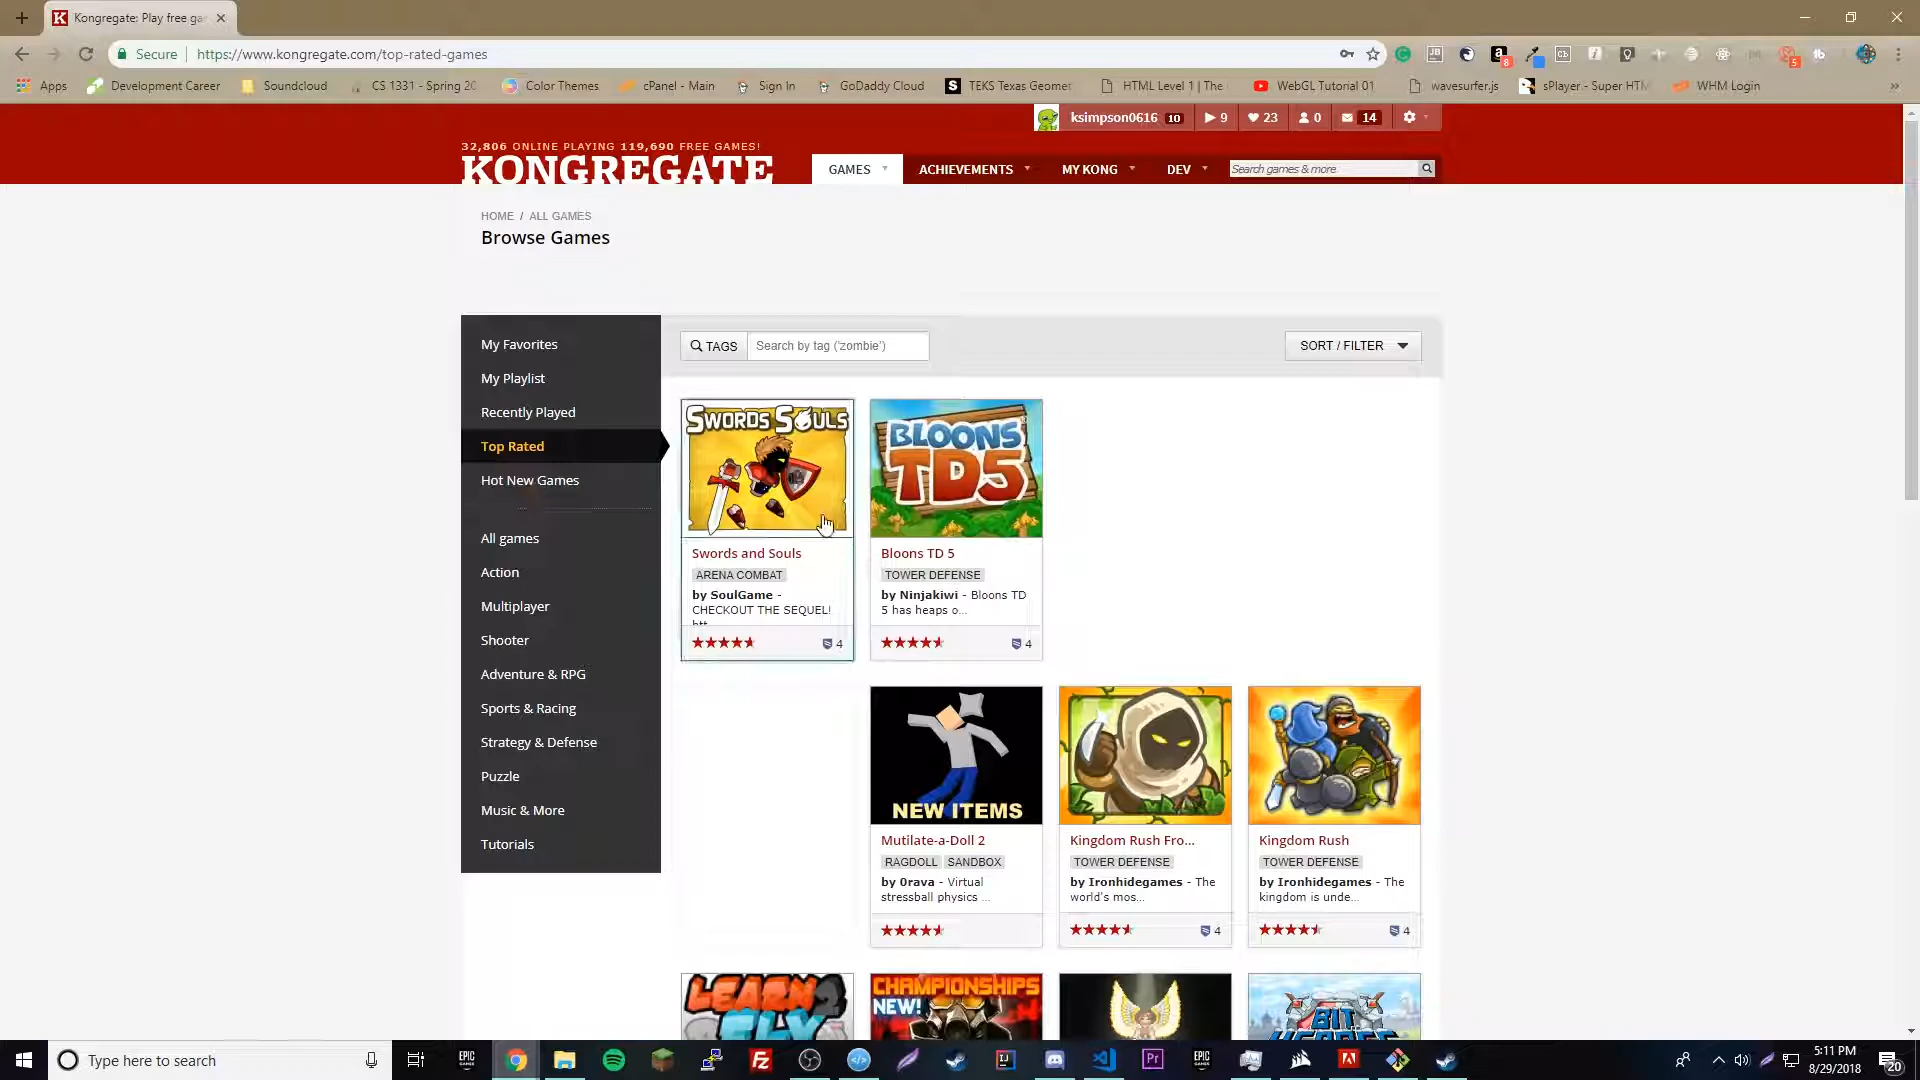 Kongregate: Play free ga
Secure https://www.kongregate.com/top-rated-games
Apps Development Career Soundcloud CS 1331 - Spring 20 Color Themes cPanel - Main Sign In GoDaddy Cloud TEKS Texas Geomet HTML Level 1 | The WebGL Tutorial 01 wavesurfer.js sPlayer - Super HTM WHM Login
ksimpson0616 10 9 23 0 14
32,806 ONLINE PLAYING 119,690 FREE GAMES!
KONGREGATE
GAMES ACHIEVEMENTS MY KONG DEV Search games & more
HOME / ALL GAMES
Browse Games
My Favorites
My Playlist
Recently Played
Top Rated
Hot New Games
All games
Action
Multiplayer
Shooter
Adventure & RPG
Sports & Racing
Strategy & Defense
Puzzle
Music & More
Tutorials
TAGS Search by tag ('zombie') SORT / FILTER
SWORDS SOULS
Swords and Souls
ARENA COMBAT
by SoulGame -
CHECKOUT THE SEQUEL!
4
BLOONS
TD5
Bloons TD 5
TOWER DEFENSE
by Ninjakiwi - Bloons TD
5 has heaps o...
4
NEW ITEMS
Mutilate-a-Doll 2
RAGDOLL SANDBOX
by 0rava - Virtual
stressball physics ...
Kingdom Rush Fro...
TOWER DEFENSE
by Ironhidegames - The
world's mos...
4
Kingdom Rush
TOWER DEFENSE
by Ironhidegames - The
kingdom is unde...
4
LEARN
FLY
CHAMPIONSHIPS
NEW!
BIT
HEROES
Type here to search
5:11 PM
8/29/2018
20